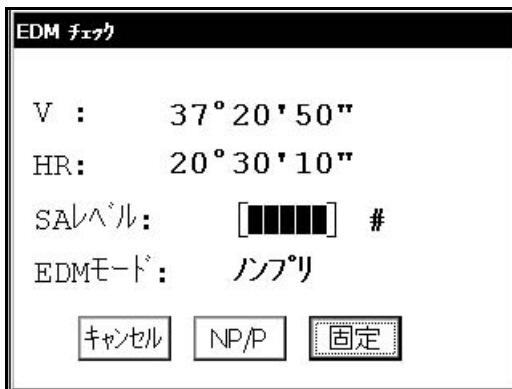 EDM ﾁｪｯｸ
V : 37°20'50"
HR: 20°30'10"
SAﾚﾍﾞﾙ: [█████] #
EDMﾓｰﾄﾞ: ﾉﾝﾌﾟﾘ
ｷｬﾝｾﾙ NP/P 固定